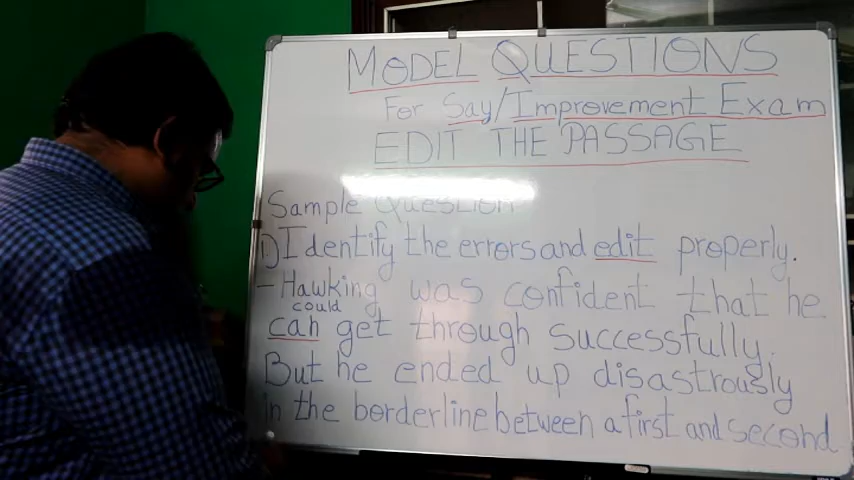 MODEL QUESTIONS
For Say/Improvement Exam
EDIT THE PASSAGE
Sample Question
1) Identify the errors and edit properly.
- Hawking was confident that he
could
can get through successfully.
But he ended up disastrously
in the borderline between a first and second